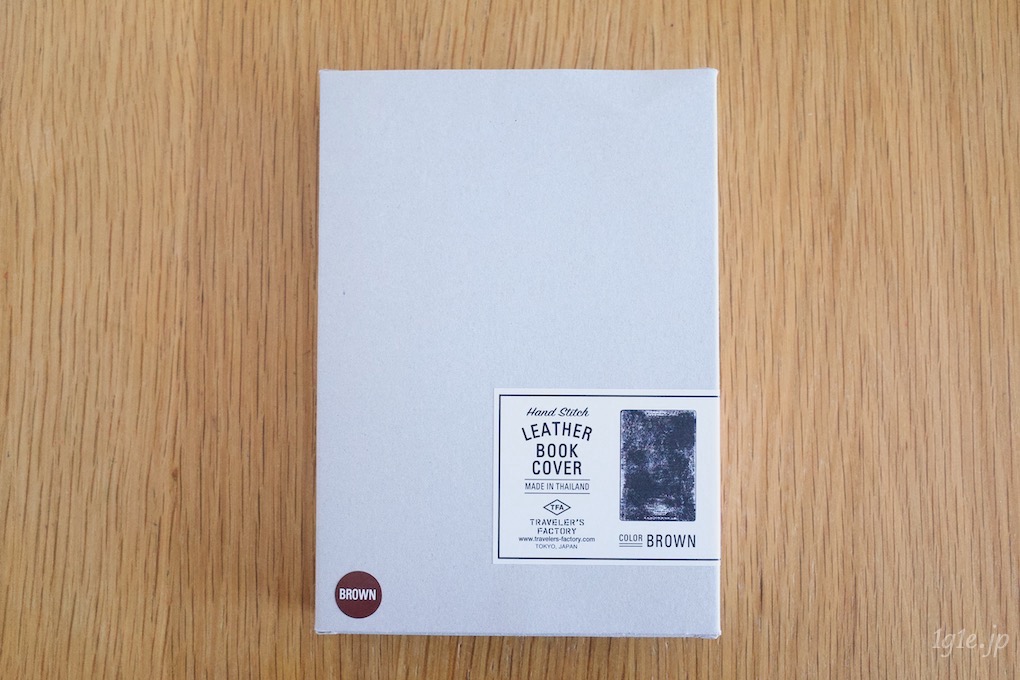 Hand Stitch
LEATHER
BOOK
COVER
MADE IN THAILAND
TFA
TRAVELER'S
FACTORY
www.travelers-factory.com
TOKYO, JAPAN
COLOR BROWN
BROWN
1g1e.jp